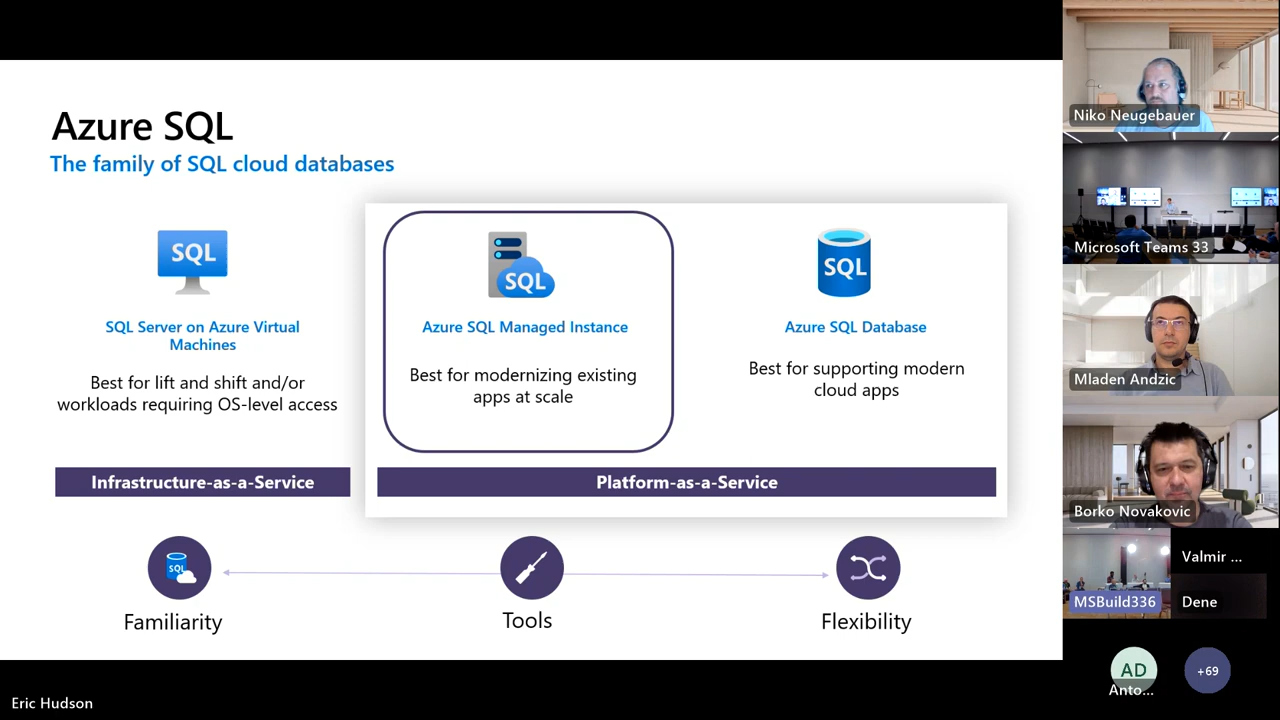 Azure SQL
The family of SQL cloud databases
SQL
SQL Server on Azure Virtual
Machines
Best for lift and shift and/or
workloads requiring OS-level access
SQL
Azure SQL Managed Instance
Best for modernizing existing
apps at scale
SQL
Azure SQL Database
Best for supporting modern
cloud apps
Infrastructure-as-a-Service
Platform-as-a-Service
SQL
Familiarity
Tools
Flexibility
Eric Hudson
Niko Neugebauer
Microsoft Teams 33
Mladen Andzic
Borko Novakovic
MSBuild336
Valmir ...
Dene
AD
Anto...
+69